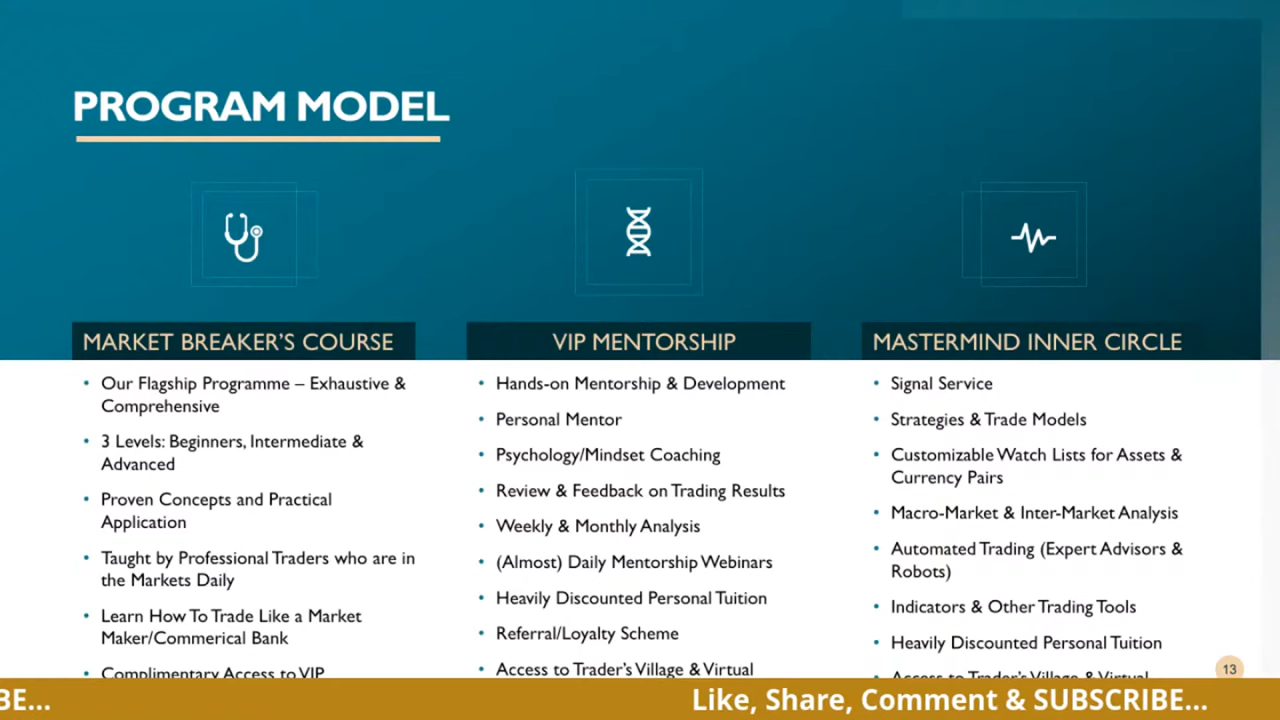 PROGRAM MODEL
MARKET BREAKER'S COURSE
Our Flagship Programme – Exhaustive &
Comprehensive
3 Levels: Beginners, Intermediate &
Advanced
Proven Concepts and Practical
Application
Taught by Professional Traders who are in
the Markets Daily
Learn How To Trade Like a Market
Maker/Commerical Bank
Complimentary Access to VIP
VIP MENTORSHIP
Hands-on Mentorship & Development
Personal Mentor
Psychology/Mindset Coaching
Review & Feedback on Trading Results
Weekly & Monthly Analysis
(Almost) Daily Mentorship Webinars
Heavily Discounted Personal Tuition
Referral/Loyalty Scheme
Access to Trader's Village & Virtual
MASTERMIND INNER CIRCLE
Signal Service
Strategies & Trade Models
Customizable Watch Lists for Assets &
Currency Pairs
Macro-Market & Inter-Market Analysis
Automated Trading (Expert Advisors &
Robots)
Indicators & Other Trading Tools
Heavily Discounted Personal Tuition
Access to Trader's Village & Virtual
13
BE...
Like, Share, Comment & SUBSCRIBE...